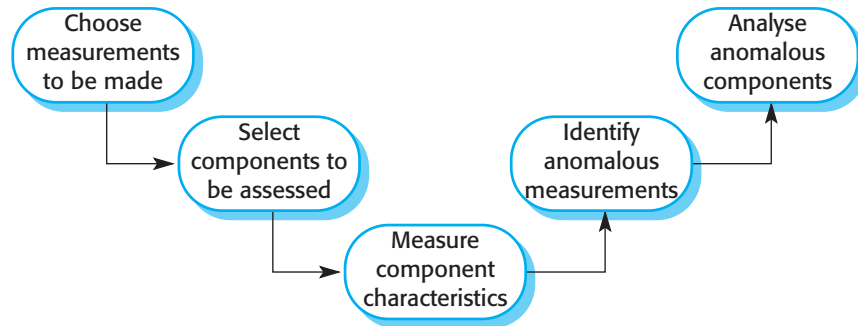 Choose
measurements
to be made
Select
components to
be assessed
Measure
component
characteristics
Identify
anomalous
measurements
Analyse
anomalous
components